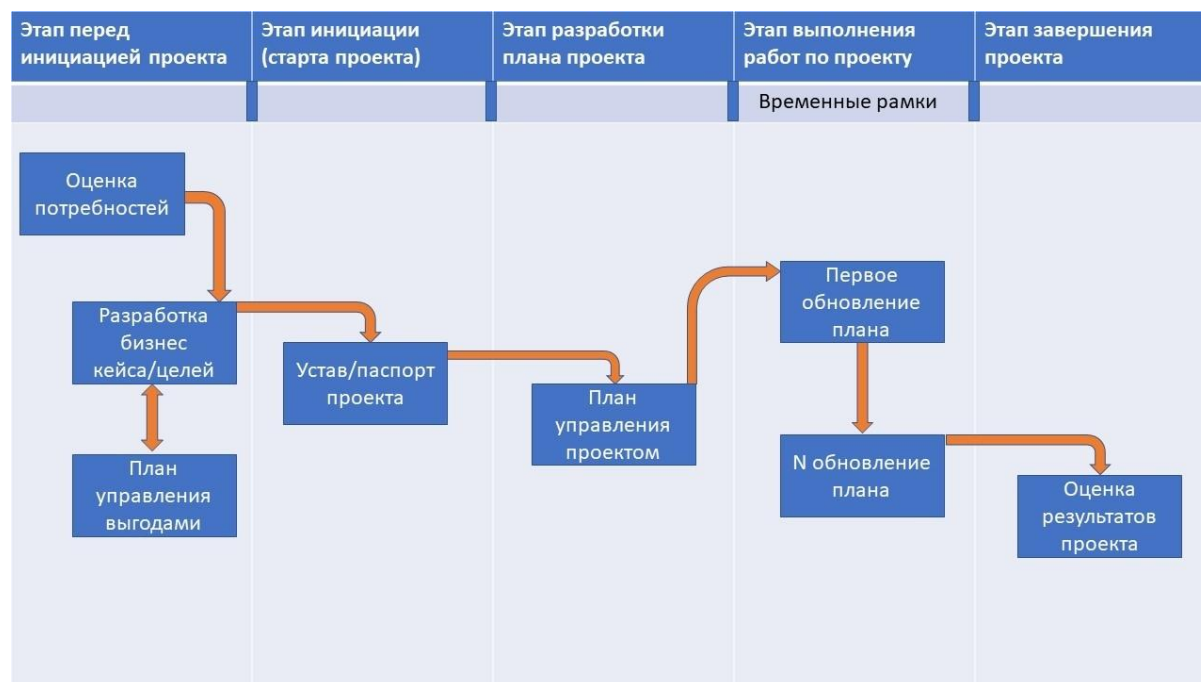 Этап перед
инициацией проекта
Этап инициации
(старта проекта)
Этап разработки
плана проекта
Этап выполнения
работ по проекту
Этап завершения
проекта
Временные рамки
Оценка
потребностей
Разработка
бизнес
кейса/целей
План
управления
выгодами
Устав/паспорт
проекта
План
управления
проектом
Первое
обновление
плана
N обновление
плана
Оценка
результатов
проекта